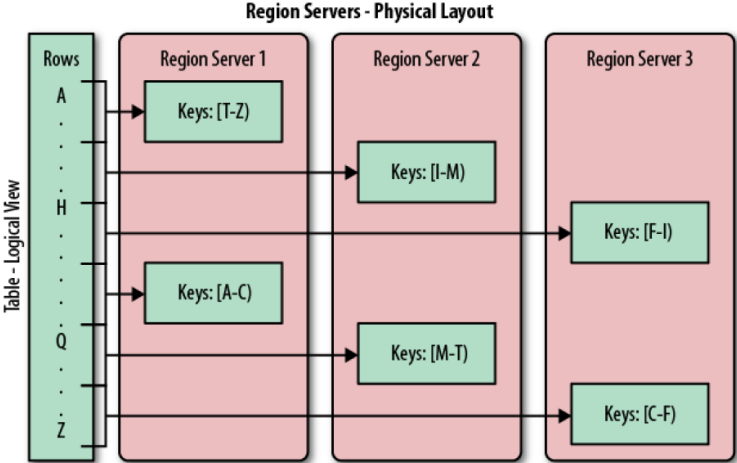 Region Servers - Physical Layout
Table - Logical View
Rows
A
.
.
.
.
H
.
.
.
.
.
Q
.
.
.
Z
Region Server 1
Keys: [T-Z)
Keys: [A-C)
Region Server 2
Keys: [I-M)
Keys: [M-T)
Region Server 3
Keys: [F-I)
Keys: [C-F)